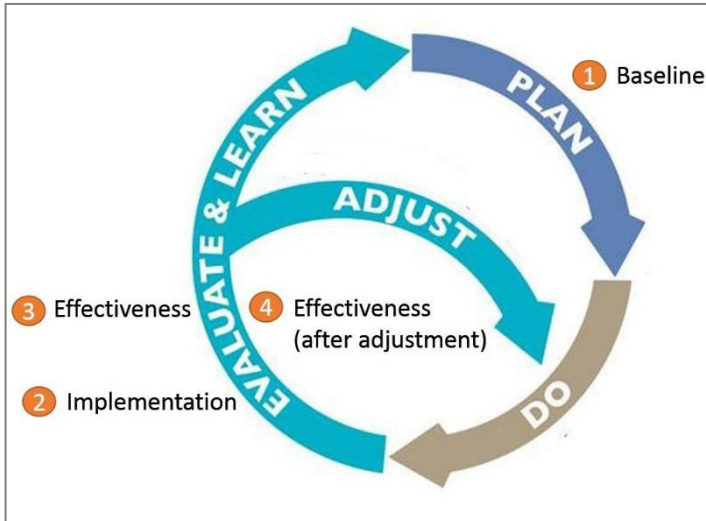 PLAN
1 Baseline
EVALUATE & LEARN
ADJUST
3 Effectiveness
4 Effectiveness
(after adjustment)
2 Implementation
DO